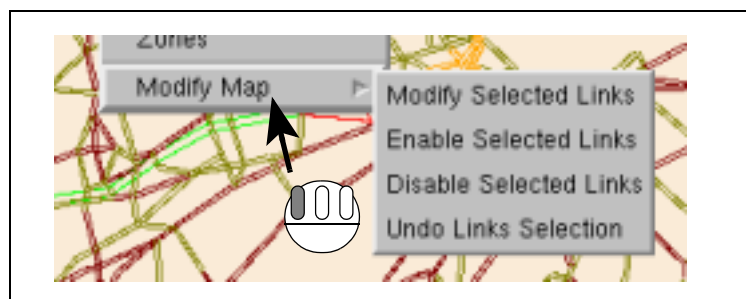 Zones
Modify Map
Modify Selected Links
Enable Selected Links
Disable Selected Links
Undo Links Selection